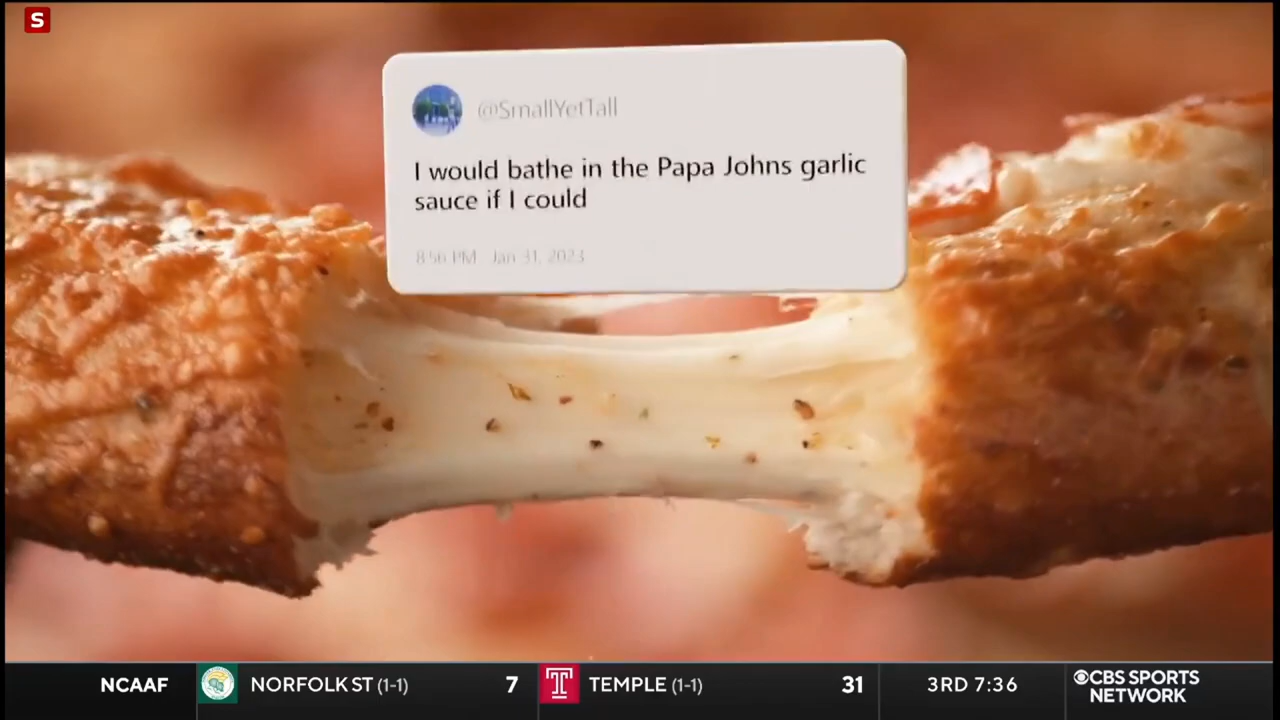 S
@SmallYetTall
I would bathe in the Papa Johns garlic
sauce if I could
8:56 PM Jan 31, 2023
NCAAF NORFOLK ST (1-1) 7 T TEMPLE (1-1) 31 3RD 7:36 CBS SPORTS
NETWORK